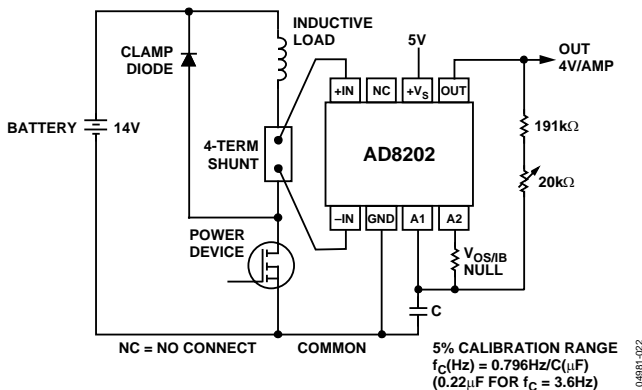 INDUCTIVE
LOAD
CLAMP
DIODE
5V
OUT
4V/AMP
+IN NC +VS OUT
BATTERY 14V
4-TERM
SHUNT
AD8202
191kΩ
20kΩ
–IN GND A1 A2
POWER
DEVICE
VOS/IB
NULL
C
NC = NO CONNECT COMMON
5% CALIBRATION RANGE
fC(Hz) = 0.796Hz/C(μF)
(0.22μF FOR fC = 3.6Hz)
04981-022